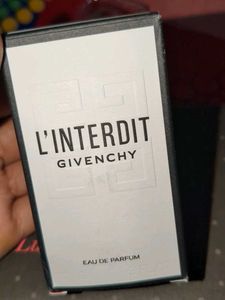 L'INTERDIT
GIVENCHY
EAU DE PARFUM